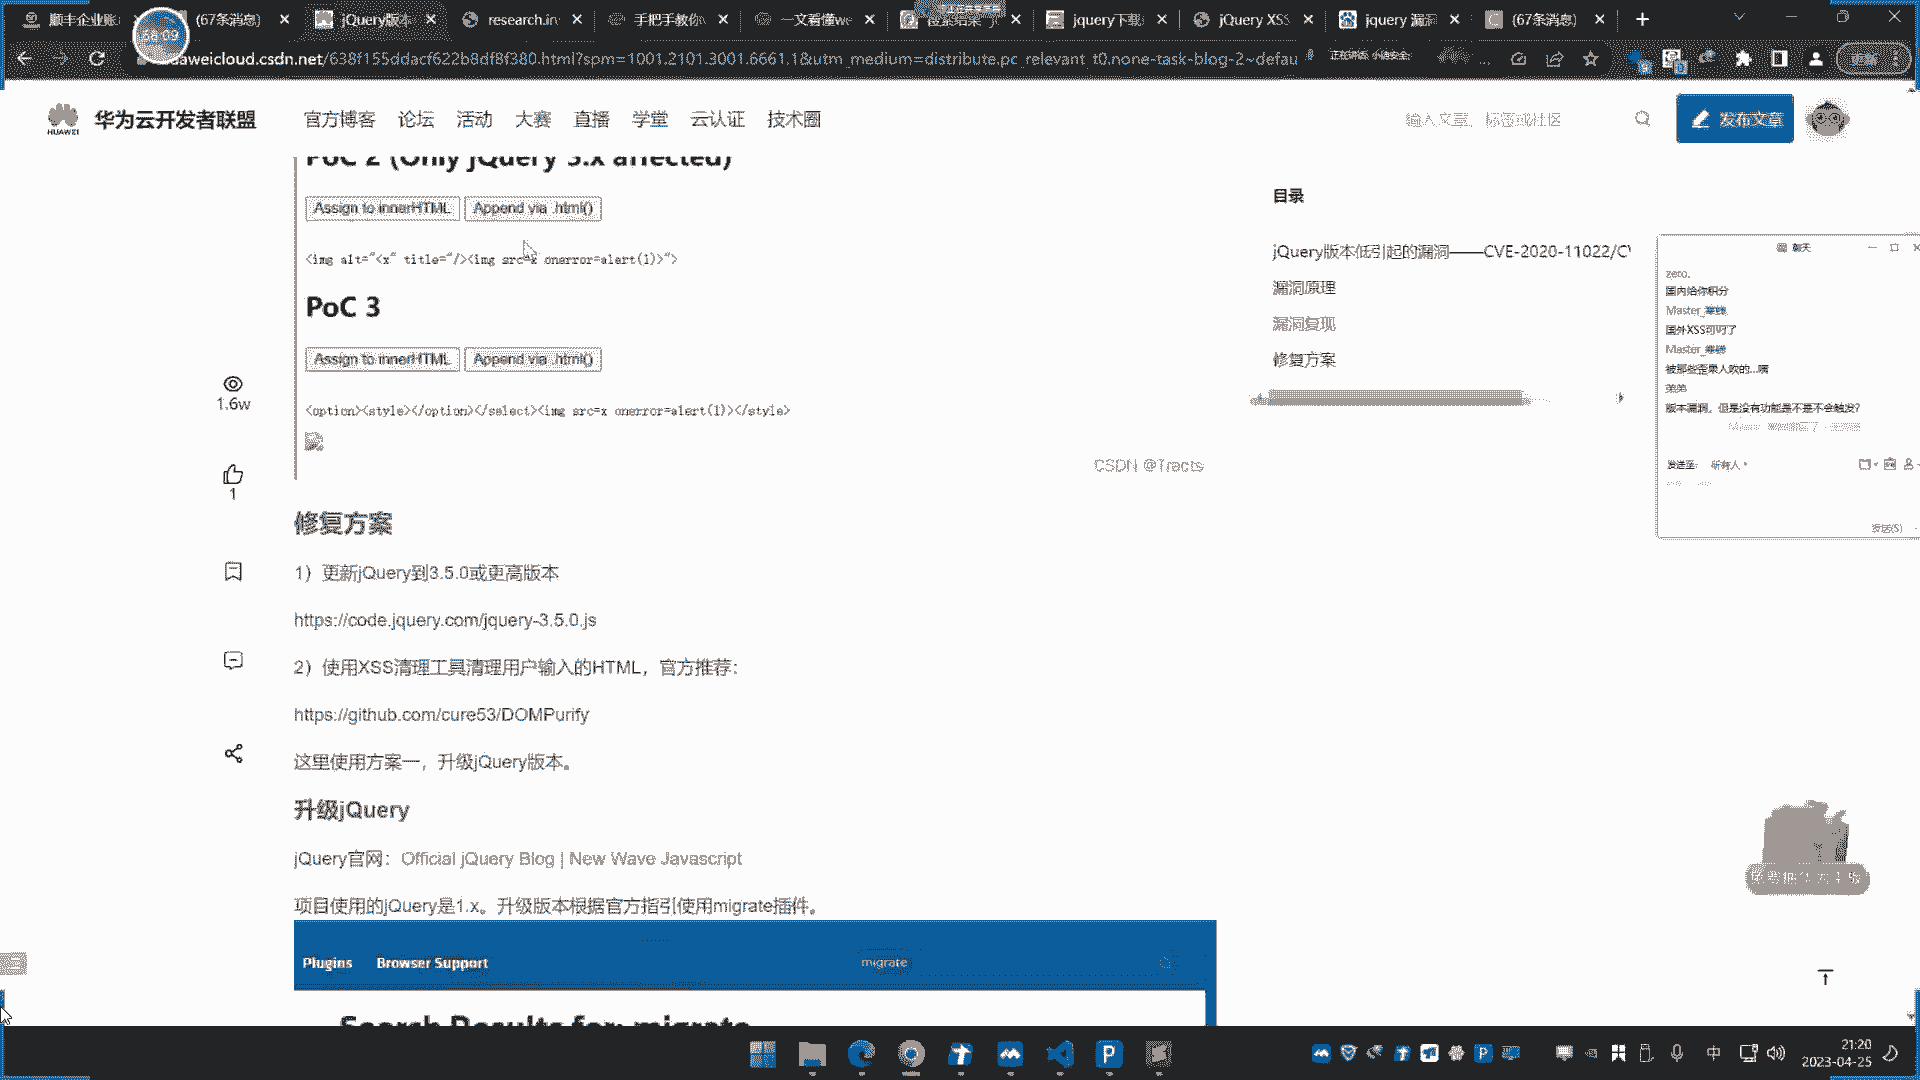 顺丰企业账
(67条消息)
jQuery版本
research.in
手把手教你
一文看懂we
jquery下载
jQuery XSS
jquery 漏洞
(67条消息)
68:09
aweicloud.csdn.net/638f155ddacf622b8df8f380.html?spm=1001.2101.3001.6661.1&utm_medium=distribute.pc_relevant_t0.none-task-blog-2~defau
更新
HUAWEI
华为云开发者联盟
官方博客
论坛
活动
大赛
直播
学堂
云认证
技术圈
输入文章、标签或社区
发布文章
PoC 2 (Only jQuery 3.x affected)
Assign to innerHTML
Append via .html()
<img alt="<x" title="/><img src=x onerror=alert(1)>">
PoC 3
Assign to innerHTML
Append via .html()
<option><style></option></select><img src=x onerror=alert(1)></style>
CSDN @Tracts
1.6w
1
修复方案
1）更新jQuery到3.5.0或更高版本
https://code.jquery.com/jquery-3.5.0.js
2）使用XSS清理工具清理用户输入的HTML，官方推荐：
https://github.com/cure53/DOMPurify
这里使用方案一，升级jQuery版本。
升级jQuery
jQuery官网：Official jQuery Blog | New Wave Javascript
项目使用的jQuery是1.x。升级版本根据官方指引使用migrate插件。
Plugins
Browser Support
migrate
Search Results for: migrate
目录
jQuery版本低引起的漏洞——CVE-2020-11022/CV
漏洞原理
漏洞复现
修复方案
聊天
zero.
国内给你积分
国外XSS可叼了
被那些歪果人吹的...嘴
弟弟
版本漏洞，但是没有功能是不是不会触发？
发送至:
所有人
发送(S)
中
21:20
2023-04-25